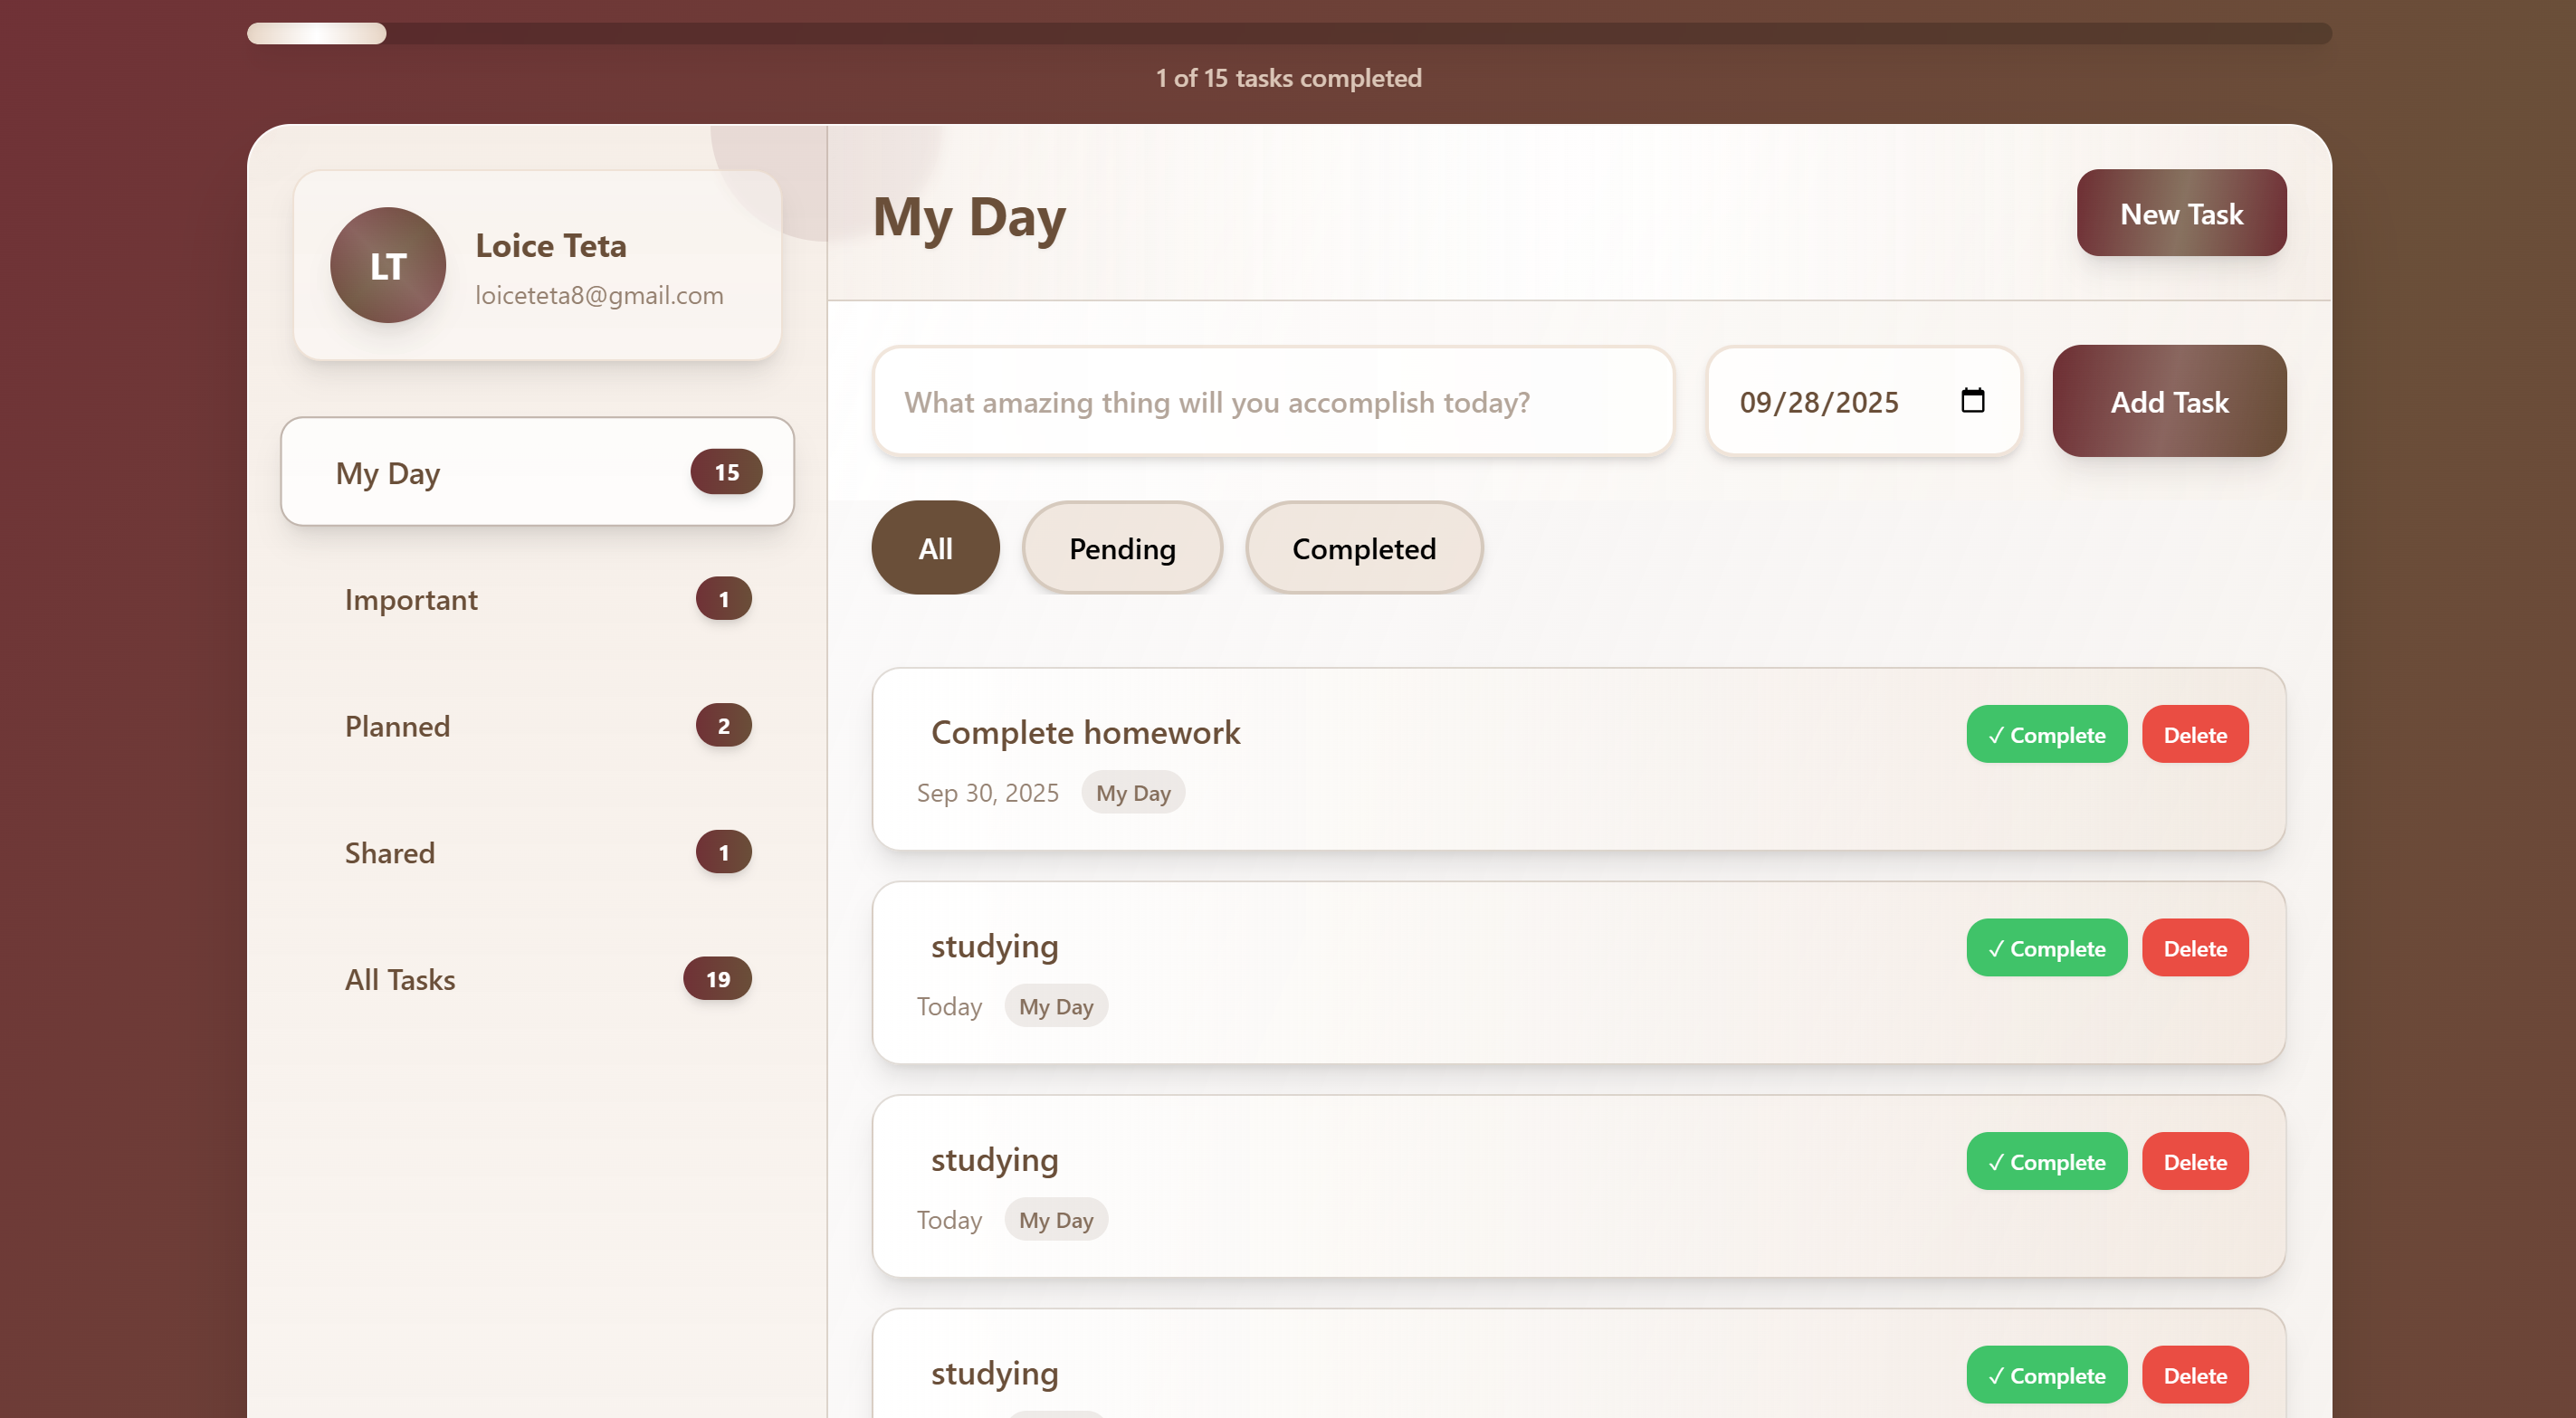 1 of 15 tasks completed
LT
Loice Teta
loiceteta8@gmail.com
My Day 15
Important 1
Planned 2
Shared 1
All Tasks 19
My Day
New Task
What amazing thing will you accomplish today?
09/28/2025
Add Task
All Pending Completed
Complete homework
✓ Complete Delete
Sep 30, 2025 My Day
studying
✓ Complete Delete
Today My Day
studying
✓ Complete Delete
Today My Day
studying
✓ Complete Delete